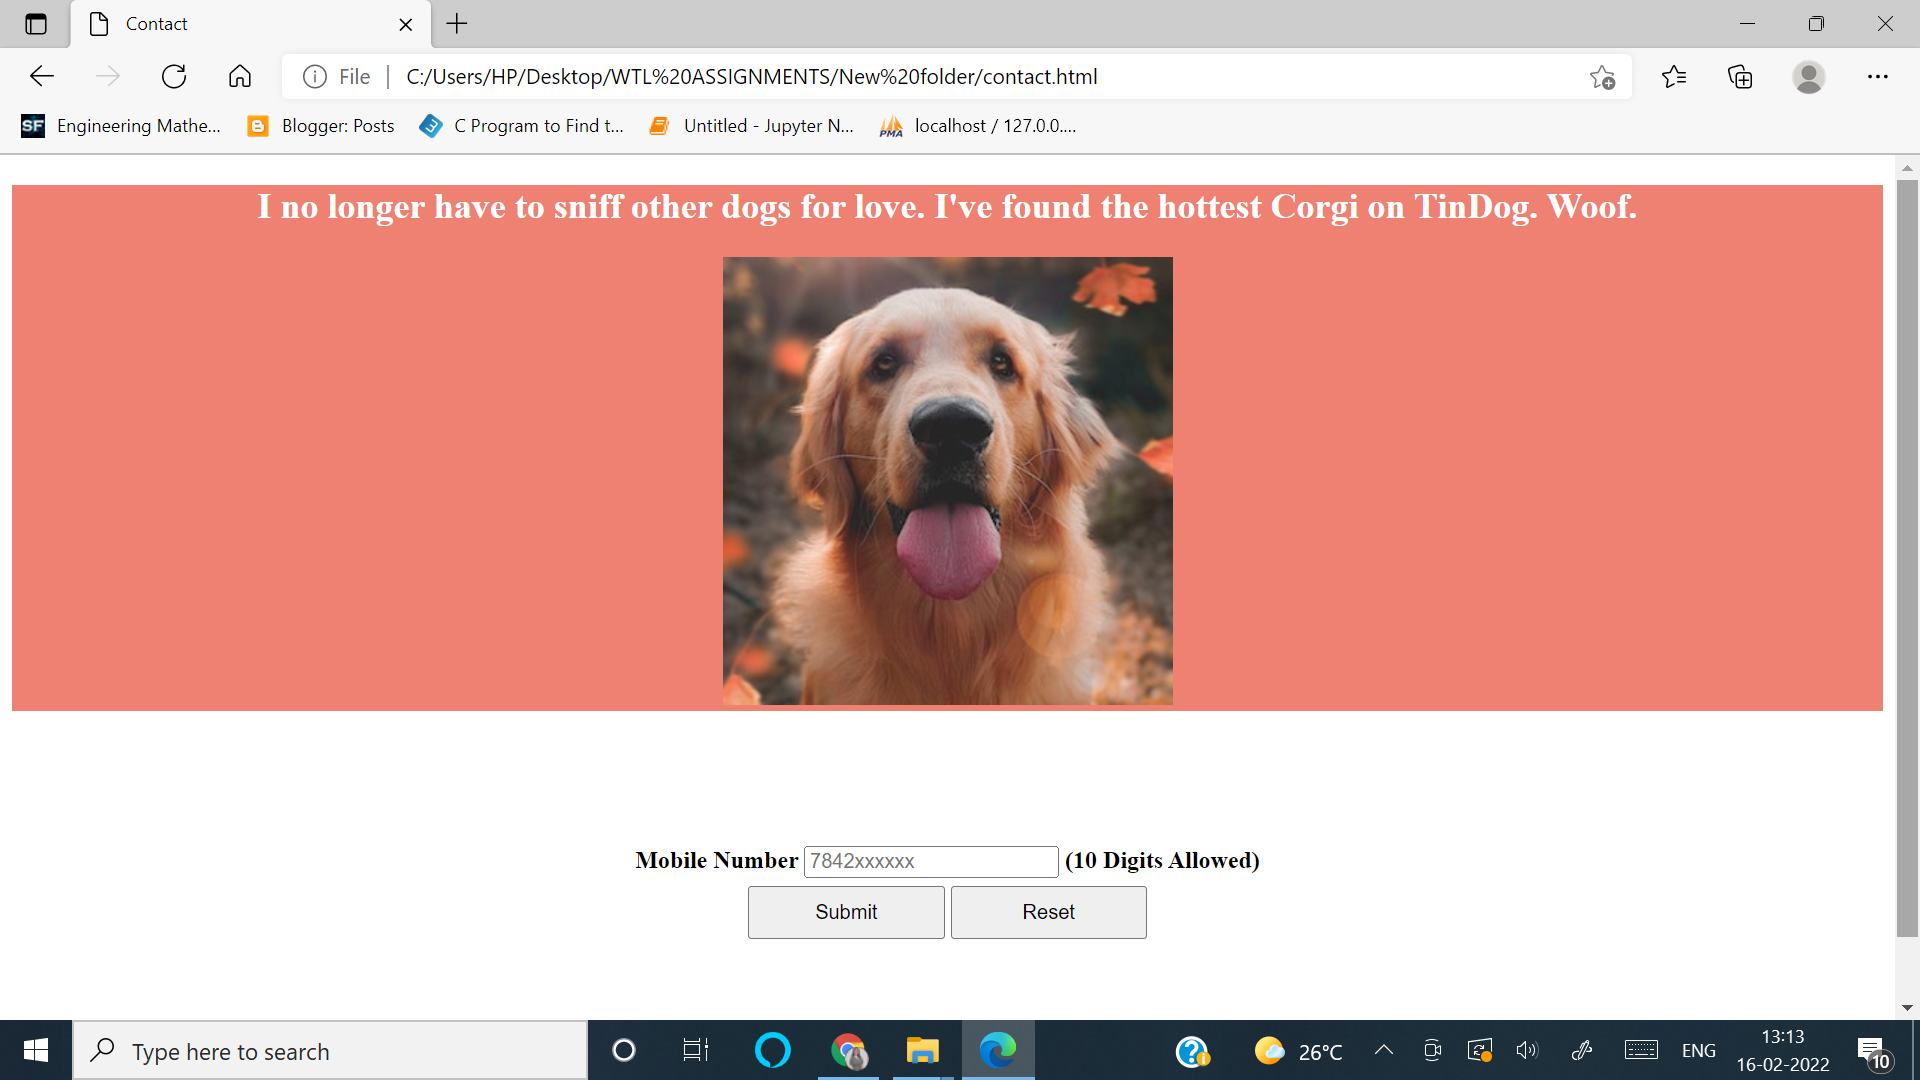 Contact
File
C:/Users/HP/Desktop/WTL%20ASSIGNMENTS/New%20folder/contact.html
SF Engineering Mathe...
Blogger: Posts
C Program to Find t...
Untitled - Jupyter N...
PMA localhost / 127.0.0....
I no longer have to sniff other dogs for love. I've found the hottest Corgi on TinDog. Woof.
Mobile Number 7842xxxxxx (10 Digits Allowed)
Submit Reset
Type here to search
26°C
ENG
13:13
16-02-2022
10